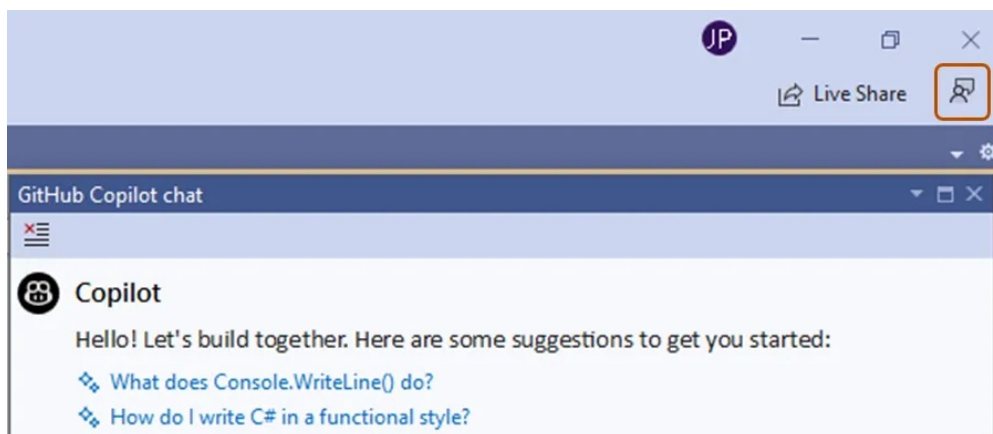 JP
Live Share
GitHub Copilot chat
Copilot
Hello! Let's build together. Here are some suggestions to get you started:
What does Console.WriteLine() do?
How do I write C# in a functional style?